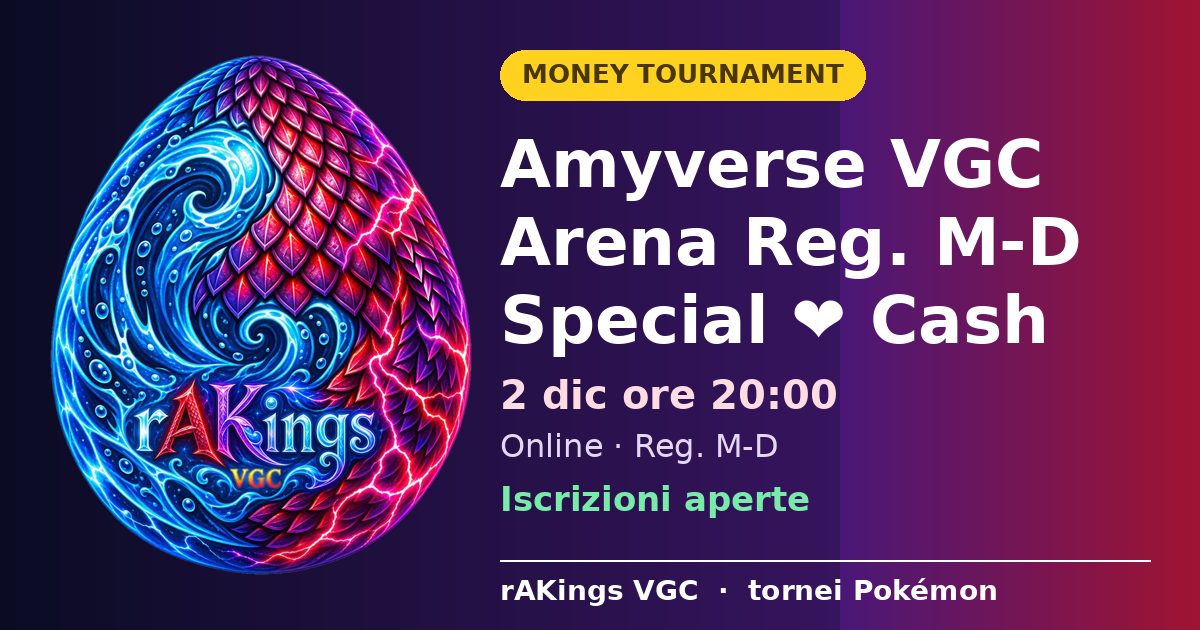 MONEY TOURNAMENT
Amyverse VGC
Arena Reg. M-D
Special ❤ Cash
2 dic ore 20:00
Online · Reg. M-D
Iscrizioni aperte
rAKings
VGC
rAKings VGC · tornei Pokémon